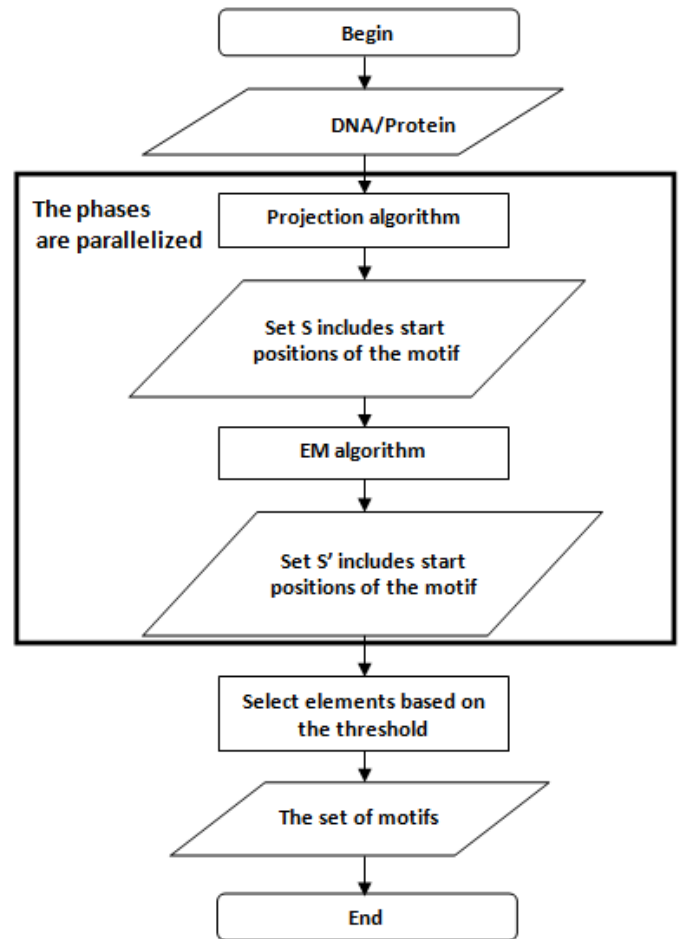 Begin
DNA/Protein
The phases
are parallelized
Projection algorithm
Set S includes start
positions of the motif
EM algorithm
Set S’ includes start
positions of the motif
Select elements based on
the threshold
The set of motifs
End